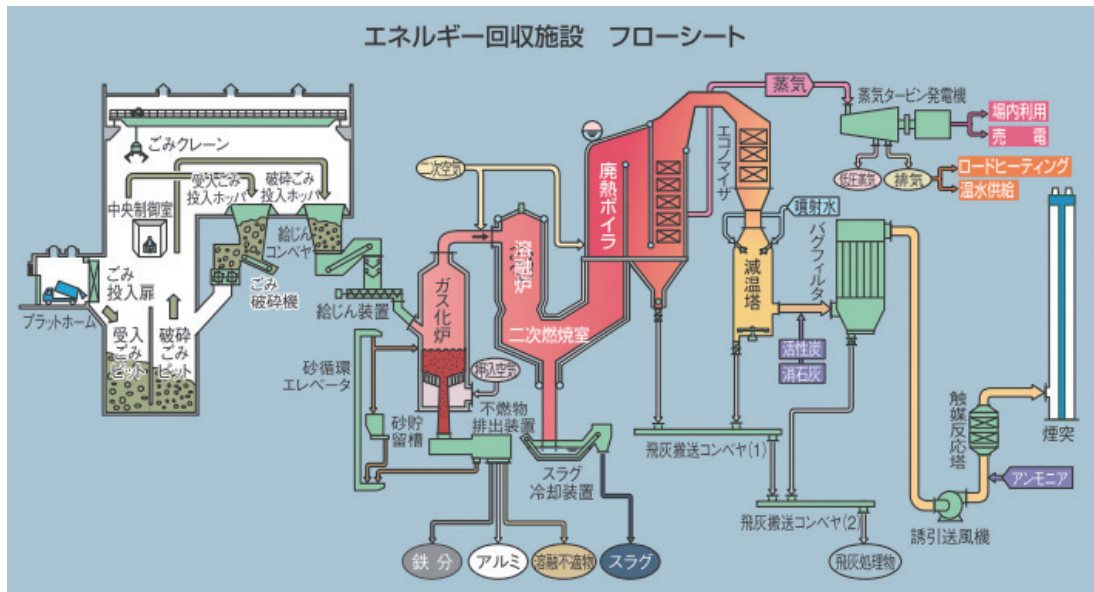 エネルギー回収施設　フローシート
ごみクレーン
受入ごみ
投入ホッパ
破砕ごみ
投入ホッパ
中央制御室
給じん
コンベヤ
ごみ
投入扉
プラットホーム
ごみ
破砕機
受入
ごみ
ピット
破砕
ごみ
ピット
給じん装置
砂循環
エレベータ
砂貯
留槽
ガス化炉
押込空気
不燃物
排出装置
二次空気
溶融炉
二次燃焼室
スラグ
冷却装置
鉄 分
アルミ
溶融不適物
スラグ
廃熱ボイラ
蒸気
エコノマイザ
蒸気タービン発電機
場内利用
売　電
低圧蒸気
排気
ロードヒーティング
温水供給
噴射水
減温塔
バグフィルタ
活性炭
消石灰
飛灰搬送コンベヤ(1)
飛灰搬送コンベヤ(2)
飛灰処理物
誘引送風機
触媒反応塔
アンモニア
煙突